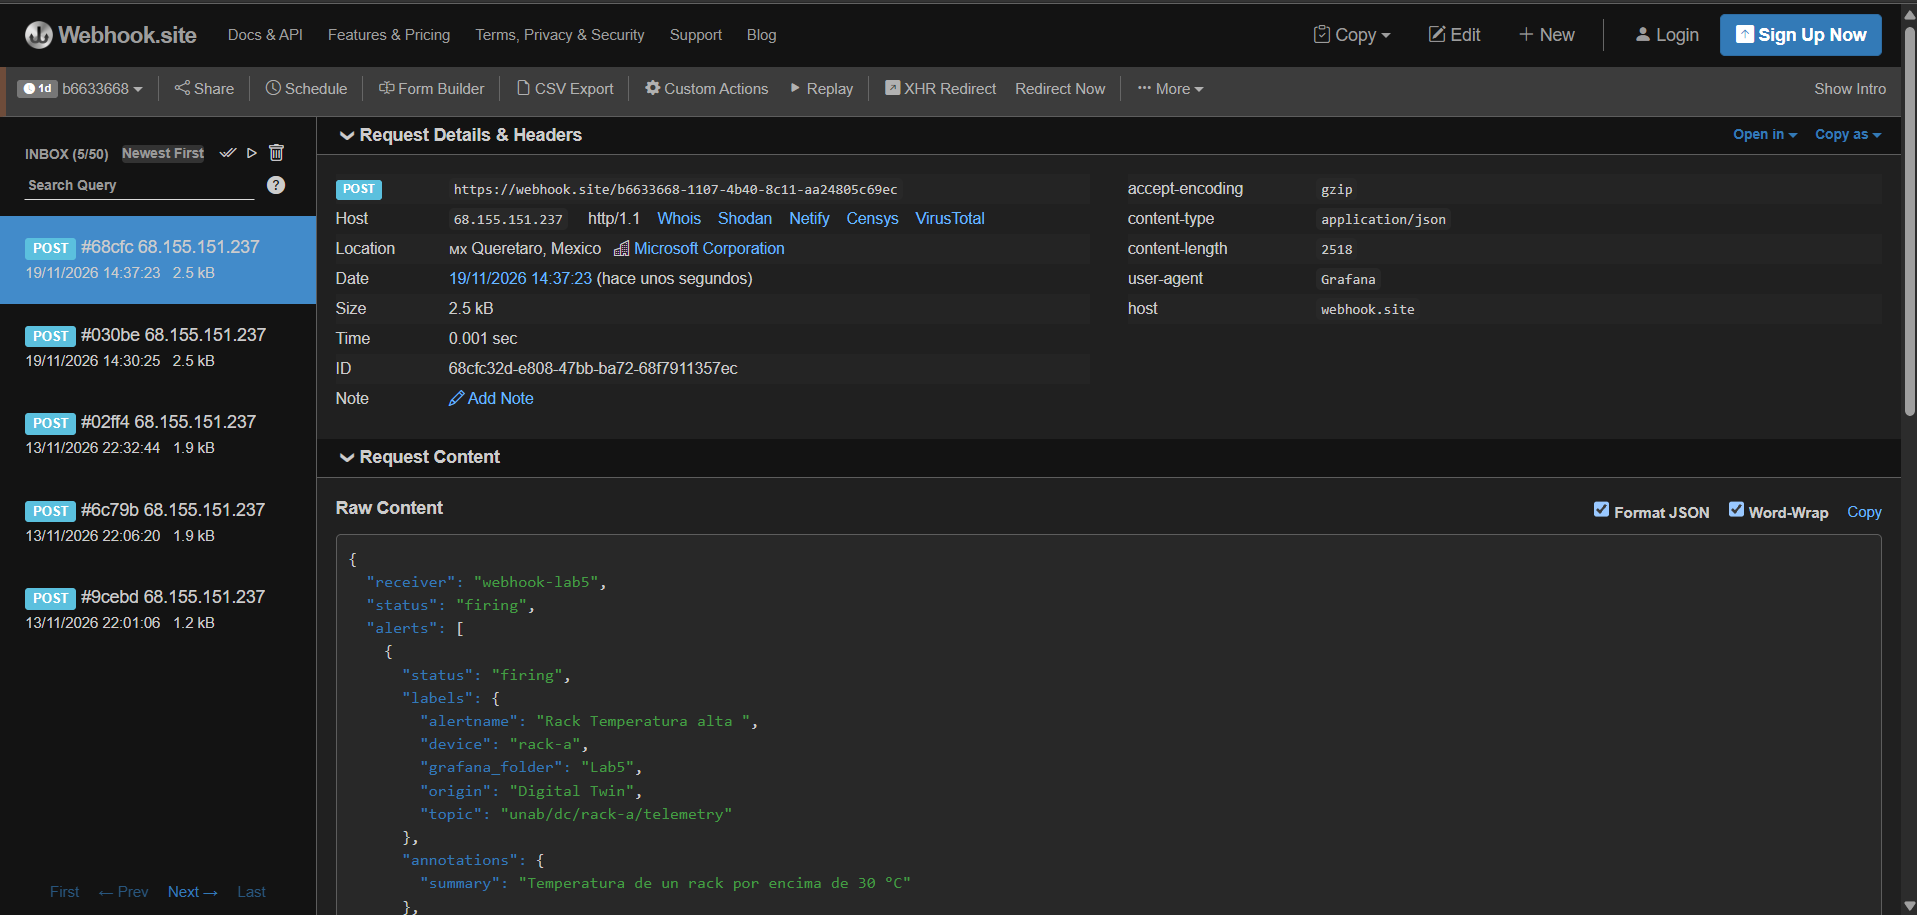 Webhook.site Docs & API Features & Pricing Terms, Privacy & Security Support Blog Copy Edit New Login Sign Up Now
1d b6633668 Share Schedule Form Builder CSV Export Custom Actions Replay XHR Redirect Redirect Now More Show Intro
INBOX (5/50) Newest First
Search Query ?
POST #68cfc 68.155.151.237
19/11/2026 14:37:23 2.5 kB
POST #030be 68.155.151.237
19/11/2026 14:30:25 2.5 kB
POST #02ff4 68.155.151.237
13/11/2026 22:32:44 1.9 kB
POST #6c79b 68.155.151.237
13/11/2026 22:06:20 1.9 kB
POST #9cebd 68.155.151.237
13/11/2026 22:01:06 1.2 kB
First ← Prev Next → Last
Request Details & Headers Open in Copy as
POST https://webhook.site/b6633668-1107-4b40-8c11-aa24805c69ec
Host 68.155.151.237 http/1.1 Whois Shodan Netify Censys VirusTotal
Location MX Queretaro, Mexico Microsoft Corporation
Date 19/11/2026 14:37:23 (hace unos segundos)
Size 2.5 kB
Time 0.001 sec
ID 68cfc32d-e808-47bb-ba72-68f7911357ec
Note Add Note
accept-encoding gzip
content-type application/json
content-length 2518
user-agent Grafana
host webhook.site
Request Content
Raw Content Format JSON Word-Wrap Copy
{
"receiver": "webhook-lab5",
"status": "firing",
"alerts": [
{
"status": "firing",
"labels": {
"alertname": "Rack Temperatura alta ",
"device": "rack-a",
"grafana_folder": "Lab5",
"origin": "Digital Twin",
"topic": "unab/dc/rack-a/telemetry"
},
"annotations": {
"summary": "Temperatura de un rack por encima de 30 °C"
},